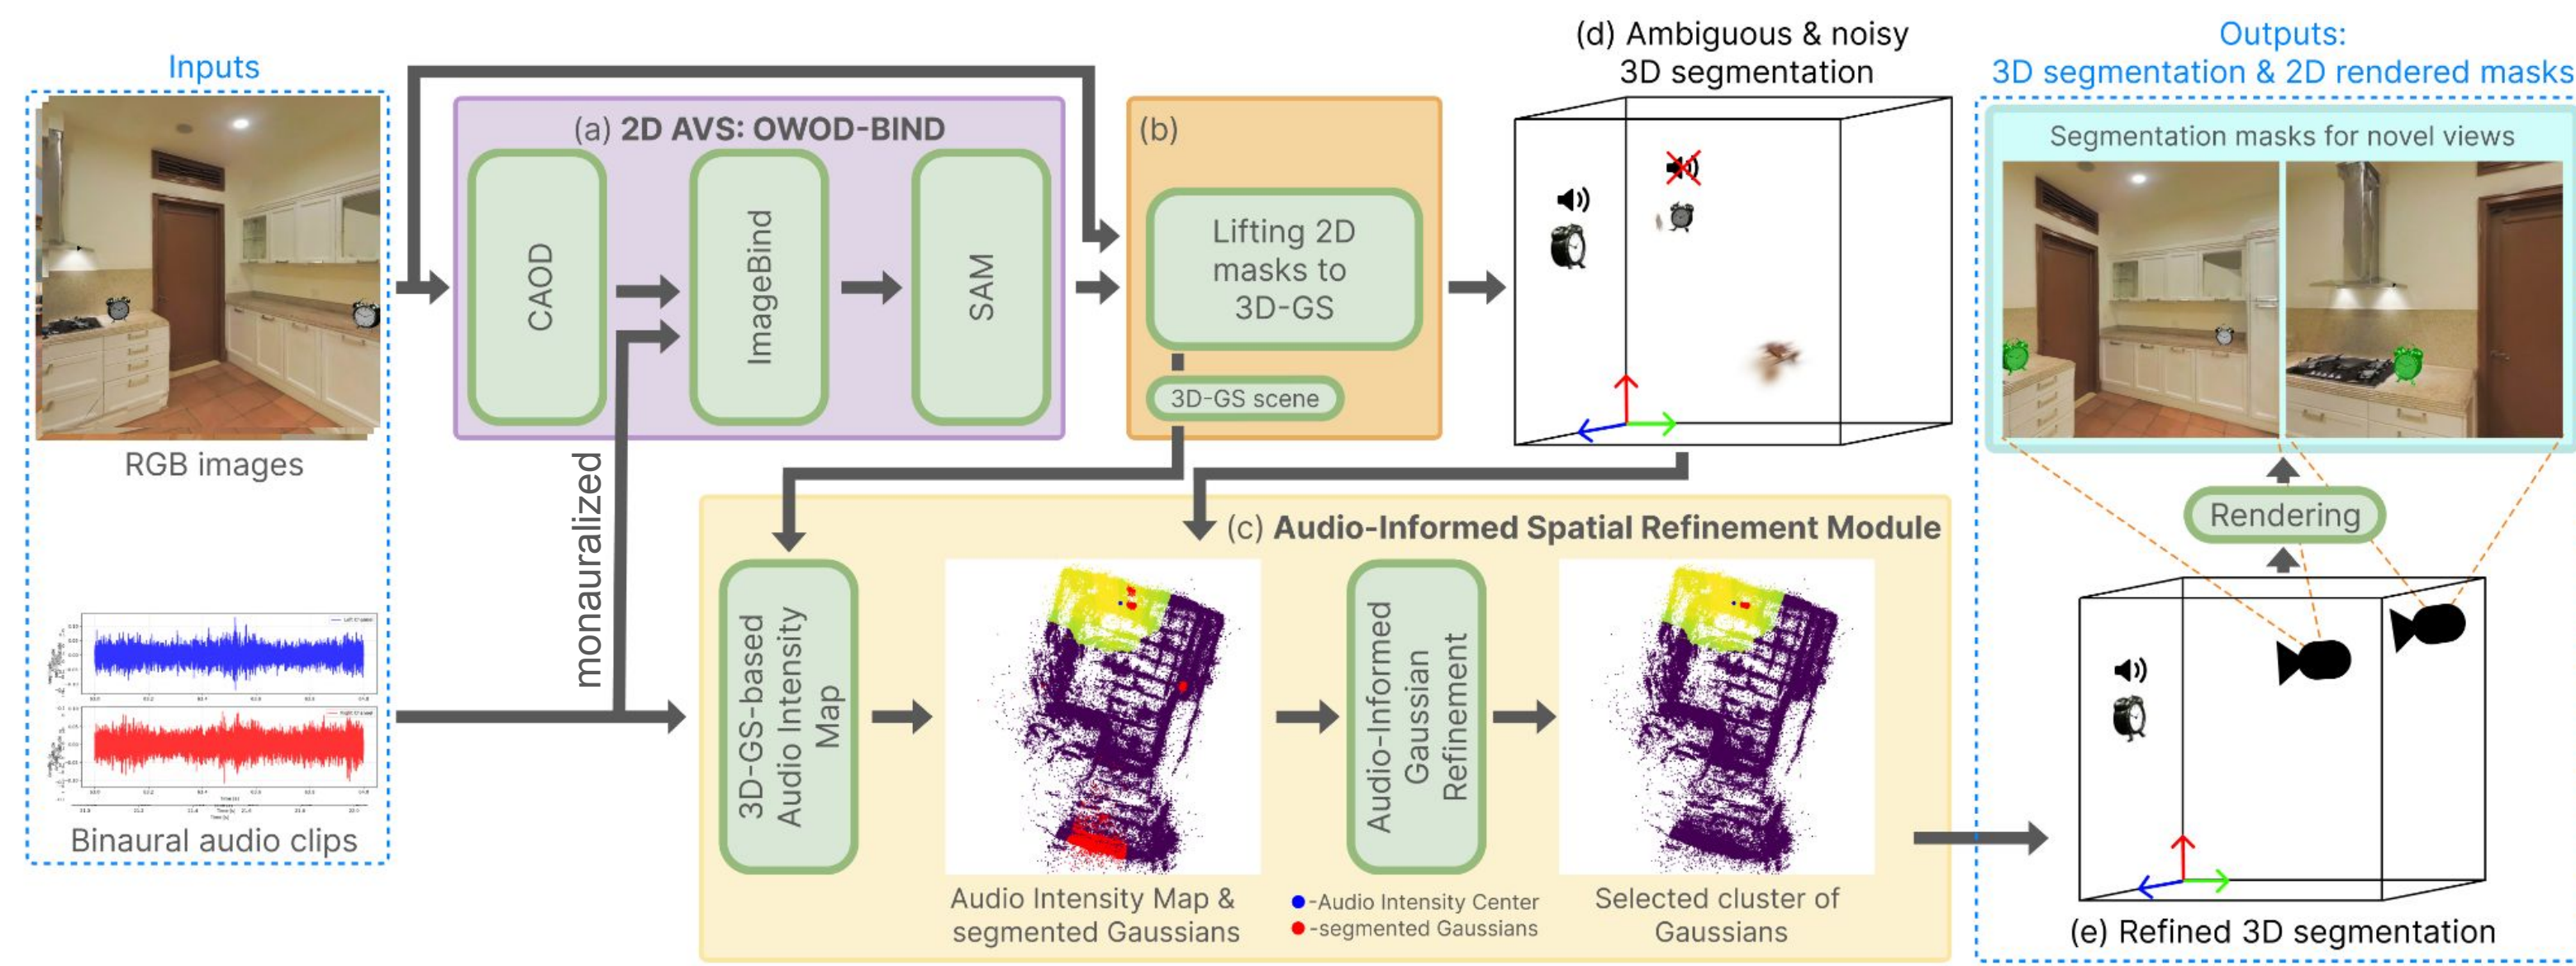 Inputs
RGB images
Binaural audio clips
monauralized
(a) 2D AVS: OWOD-BIND
CAOD
ImageBind
SAM
(b)
Lifting 2D
masks to
3D-GS
3D-GS scene
(d) Ambiguous & noisy
3D segmentation
(c) Audio-Informed Spatial Refinement Module
3D-GS-based
Audio Intensity
Map
Audio Intensity Map &
segmented Gaussians
-Audio Intensity Center
-segmented Gaussians
Audio-Informed
Gaussian
Refinement
Selected cluster of
Gaussians
Outputs:
3D segmentation & 2D rendered masks
Segmentation masks for novel views
Rendering
(e) Refined 3D segmentation